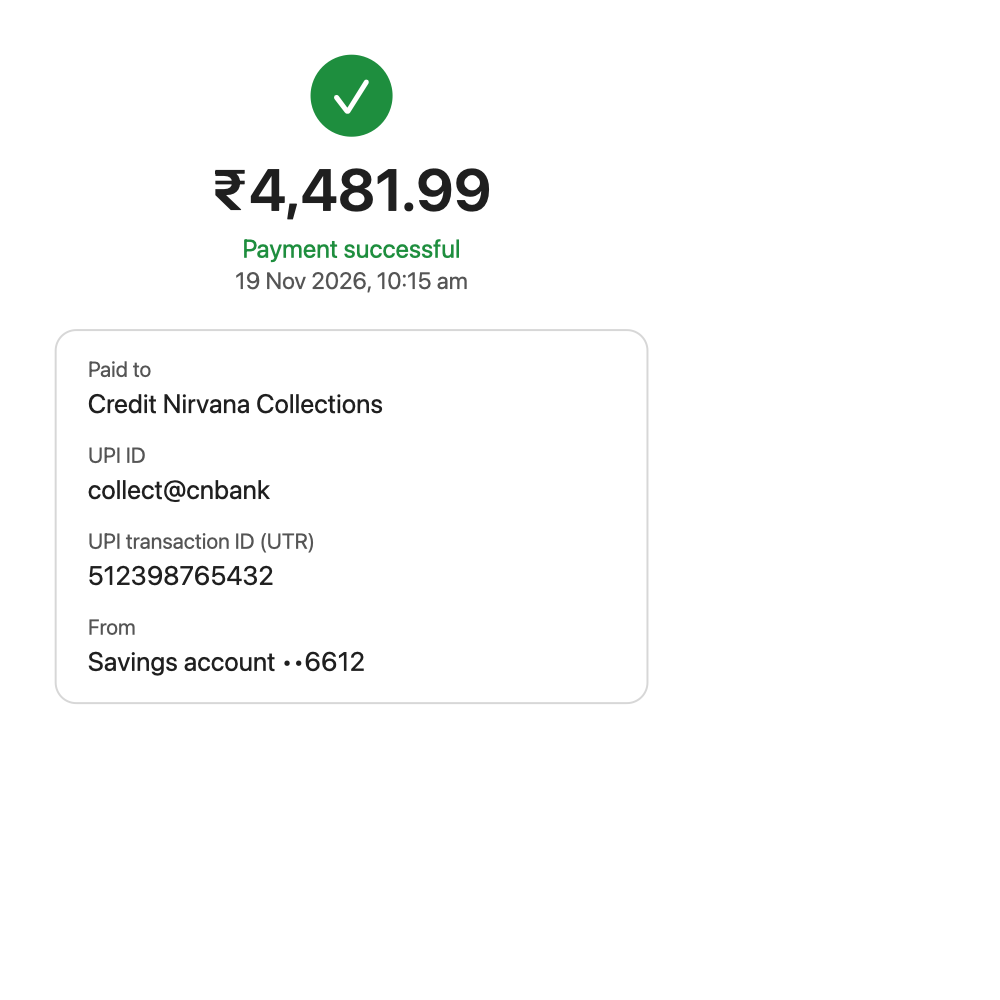 ₹4,481.99
Payment successful
19 Nov 2026, 10:15 am
Paid to
Credit Nirvana Collections
UPI ID
collect@cnbank
UPI transaction ID (UTR)
512398765432
From
Savings account ••6612